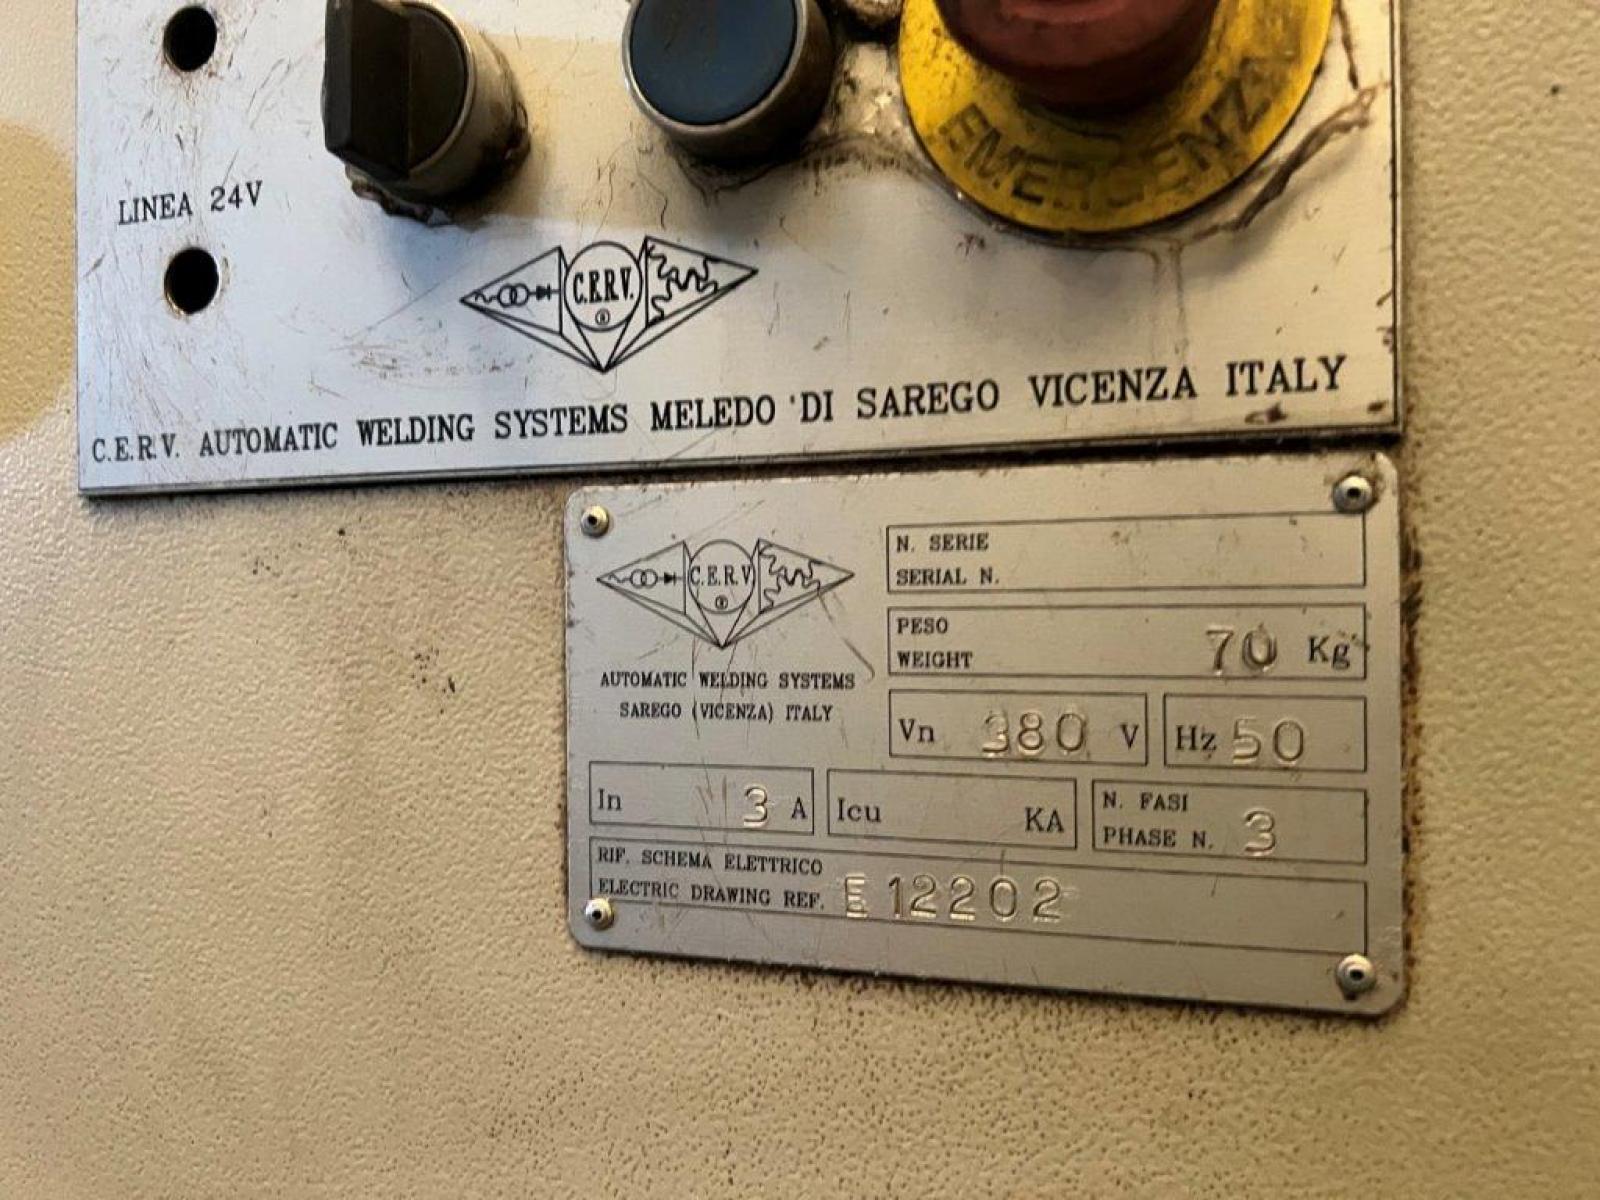 EMERGENZA
LINEA 24V
C.E.R.V.
C.E.R.V. AUTOMATIC WELDING SYSTEMS MELEDO DI SAREGO VICENZA ITALY
C.E.R.V
AUTOMATIC WELDING SYSTEMS
SAREGO (VICENZA) ITALY
N. SERIE
SERIAL N.
PESO
WEIGHT 70 Kg
Vn 380 V Hz 50
In 3 A Icu KA N. FASI
PHASE N. 3
RIF. SCHEMA ELETTRICO
ELECTRIC DRAWING REF. E 12202